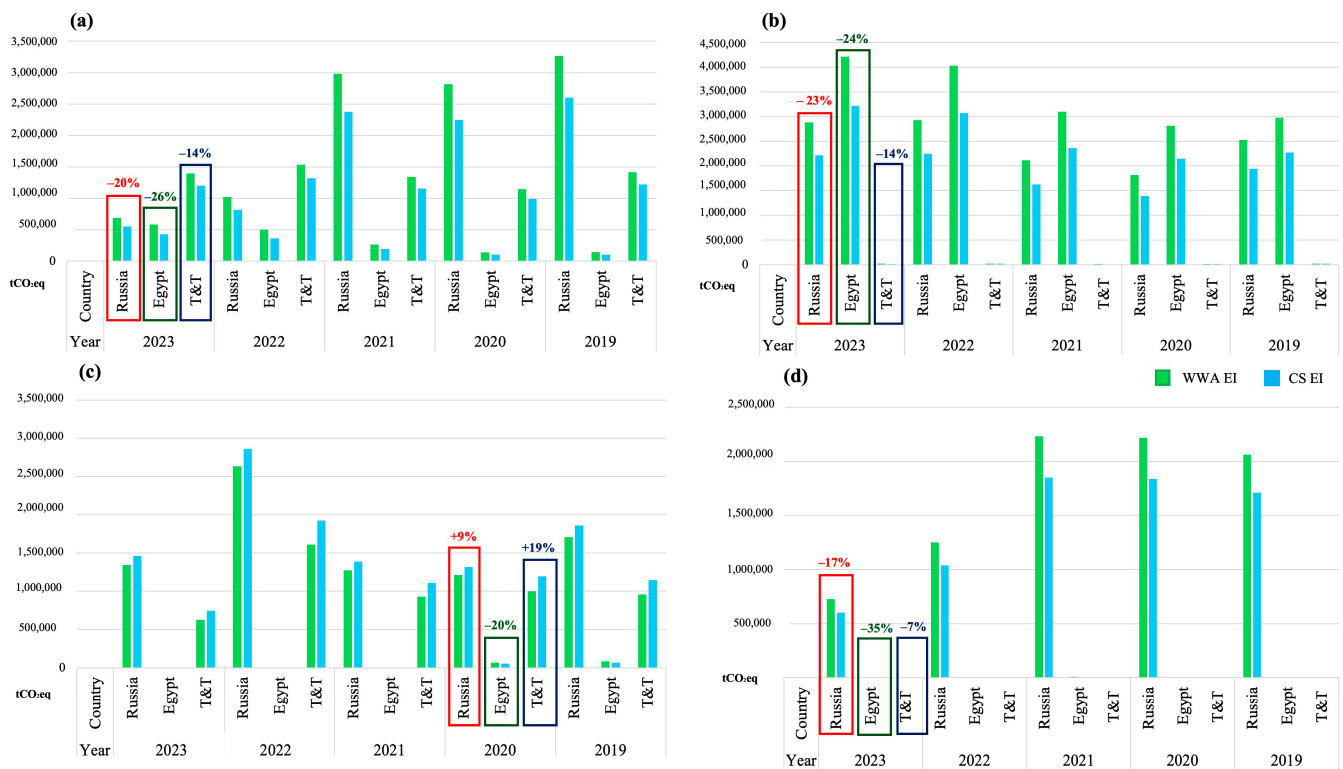 (a)
3,500,000
3,000,000
2,500,000
2,000,000
1,500,000
1,000,000
500,000
0
tCO₂eq
–20%
–26%
–14%
Country Russia Egypt T&T Russia Egypt T&T Russia Egypt T&T Russia Egypt T&T Russia Egypt T&T
Year 2023 2022 2021 2020 2019
(b)
4,500,000
4,000,000
3,500,000
3,000,000
2,500,000
2,000,000
1,500,000
1,000,000
500,000
0
tCO₂eq
– 23%
–24%
–14%
Country Russia Egypt T&T Russia Egypt T&T Russia Egypt T&T Russia Egypt T&T Russia Egypt T&T
Year 2023 2022 2021 2020 2019
(c)
3,500,000
3,000,000
2,500,000
2,000,000
1,500,000
1,000,000
500,000
0
tCO₂eq
+9%
–20%
+19%
Country Russia Egypt T&T Russia Egypt T&T Russia Egypt T&T Russia Egypt T&T Russia Egypt T&T
Year 2023 2022 2021 2020 2019
(d)
WWA EI CS EI
2,500,000
2,000,000
1,500,000
1,000,000
500,000
0
tCO₂eq
–17%
–35%
–7%
Country Russia Egypt T&T Russia Egypt T&T Russia Egypt T&T Russia Egypt T&T Russia Egypt T&T
Year 2023 2022 2021 2020 2019